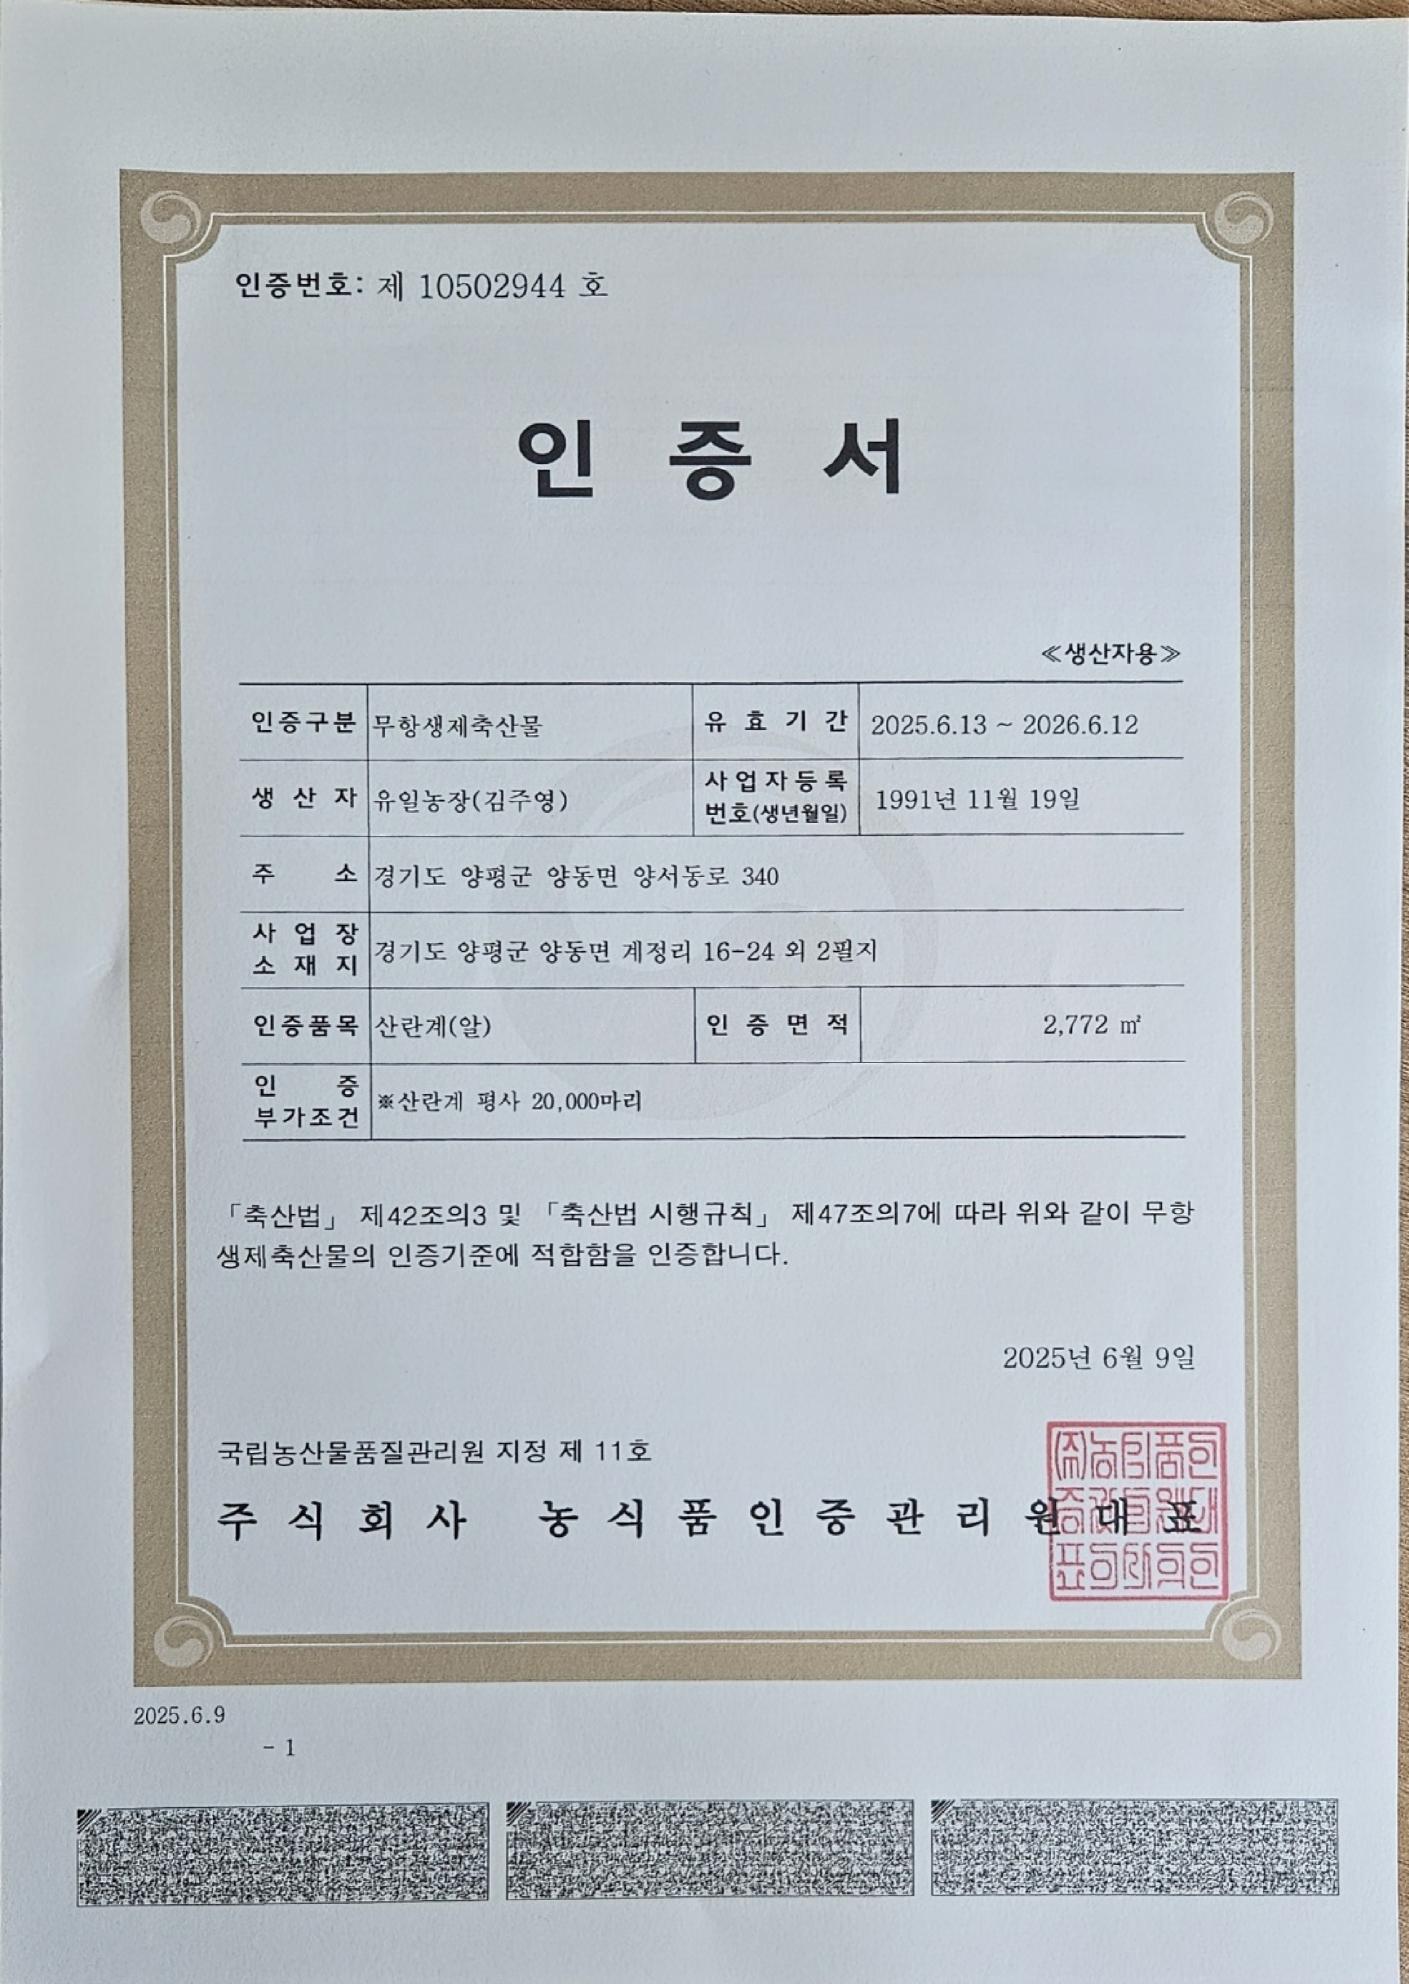 인증번호: 제 10502944 호
인 증 서
≪생산자용≫
인증구분 무항생제축산물 유 효 기 간 2025.6.13 ~ 2026.6.12
생 산 자 유일농장(김주영) 사업자등록 번호(생년월일) 1991년 11월 19일
주 소 경기도 양평군 양동면 양서동로 340
사 업 장 소 재 지 경기도 양평군 양동면 계정리 16-24 외 2필지
인증품목 산란계(알) 인 증 면 적 2,772 ㎡
인 증 부가조건 ※산란계 평사 20,000마리
「축산법」 제42조의3 및 「축산법 시행규칙」 제47조의7에 따라 위와 같이 무항
생제축산물의 인증기준에 적합함을 인증합니다.
2025년 6월 9일
국립농산물품질관리원 지정 제 11호
주 식 회 사 농 식 품 인 증 관 리 원 대 표
2025.6.9
- 1